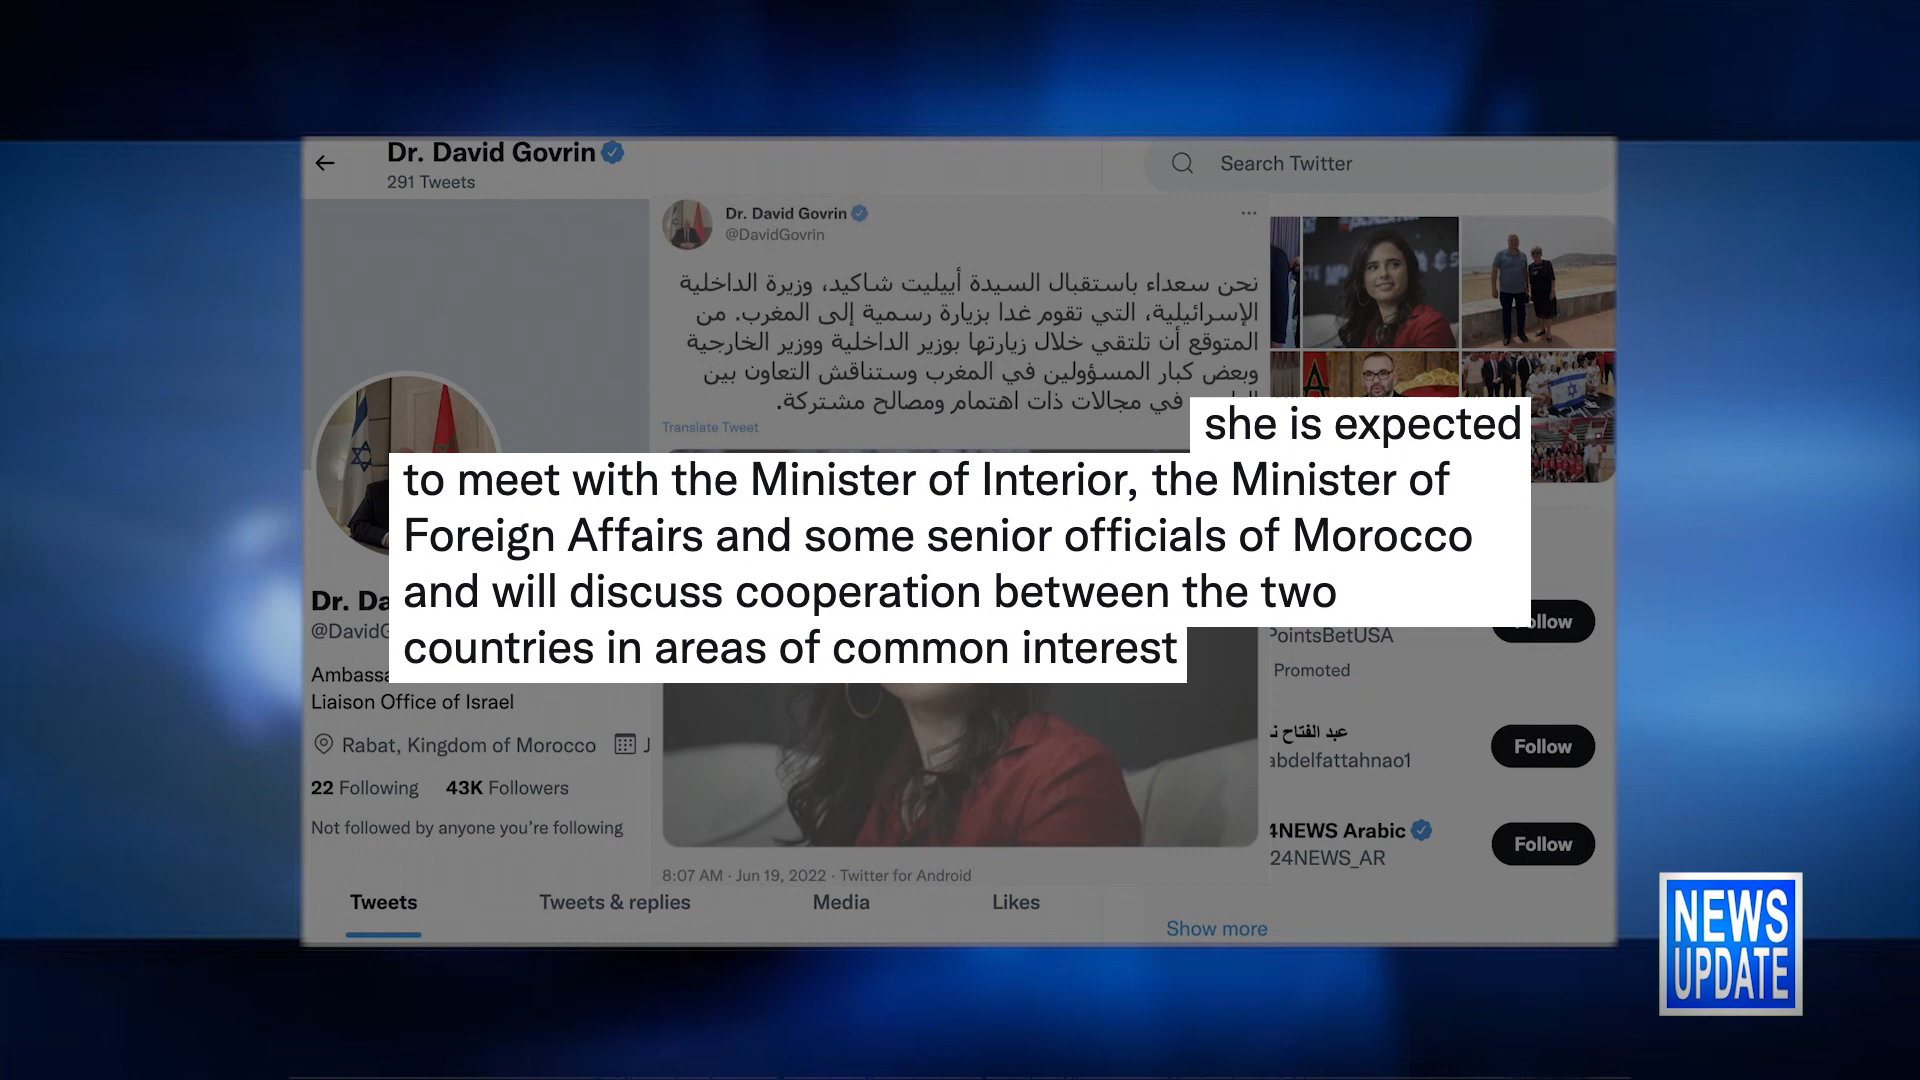 Dr. David Govrin
291 Tweets
Search Twitter
Dr. David Govrin
@DavidGovrin
نحن سعداء باستقبال السيدة أييليت شاكيد، وزيرة الداخلية
الإسرائيلية، التي تقوم غدا بزيارة رسمية إلى المغرب. من
المتوقع أن تلتقي خلال زيارتها بوزير الداخلية ووزير الخارجية
وبعض كبار المسؤولين في المغرب وستناقش التعاون بين
في مجالات ذات اهتمام ومصالح مشتركة.
Translate Tweet
she is expected
to meet with the Minister of Interior, the Minister of
Foreign Affairs and some senior officials of Morocco
and will discuss cooperation between the two
countries in areas of common interest
Dr. Da
@DavidG
Ambassa
Liaison Office of Israel
Rabat, Kingdom of Morocco
J
22 Following 43K Followers
Not followed by anyone you're following
8:07 AM · Jun 19, 2022 · Twitter for Android
Tweets
Tweets & replies
Media
Likes
PointsBetUSA
ollow
Promoted
عبد الفتاح نـ
abdelfattahnao1
Follow
4NEWS Arabic
24NEWS_AR
Follow
Show more
NEWS
UPDATE